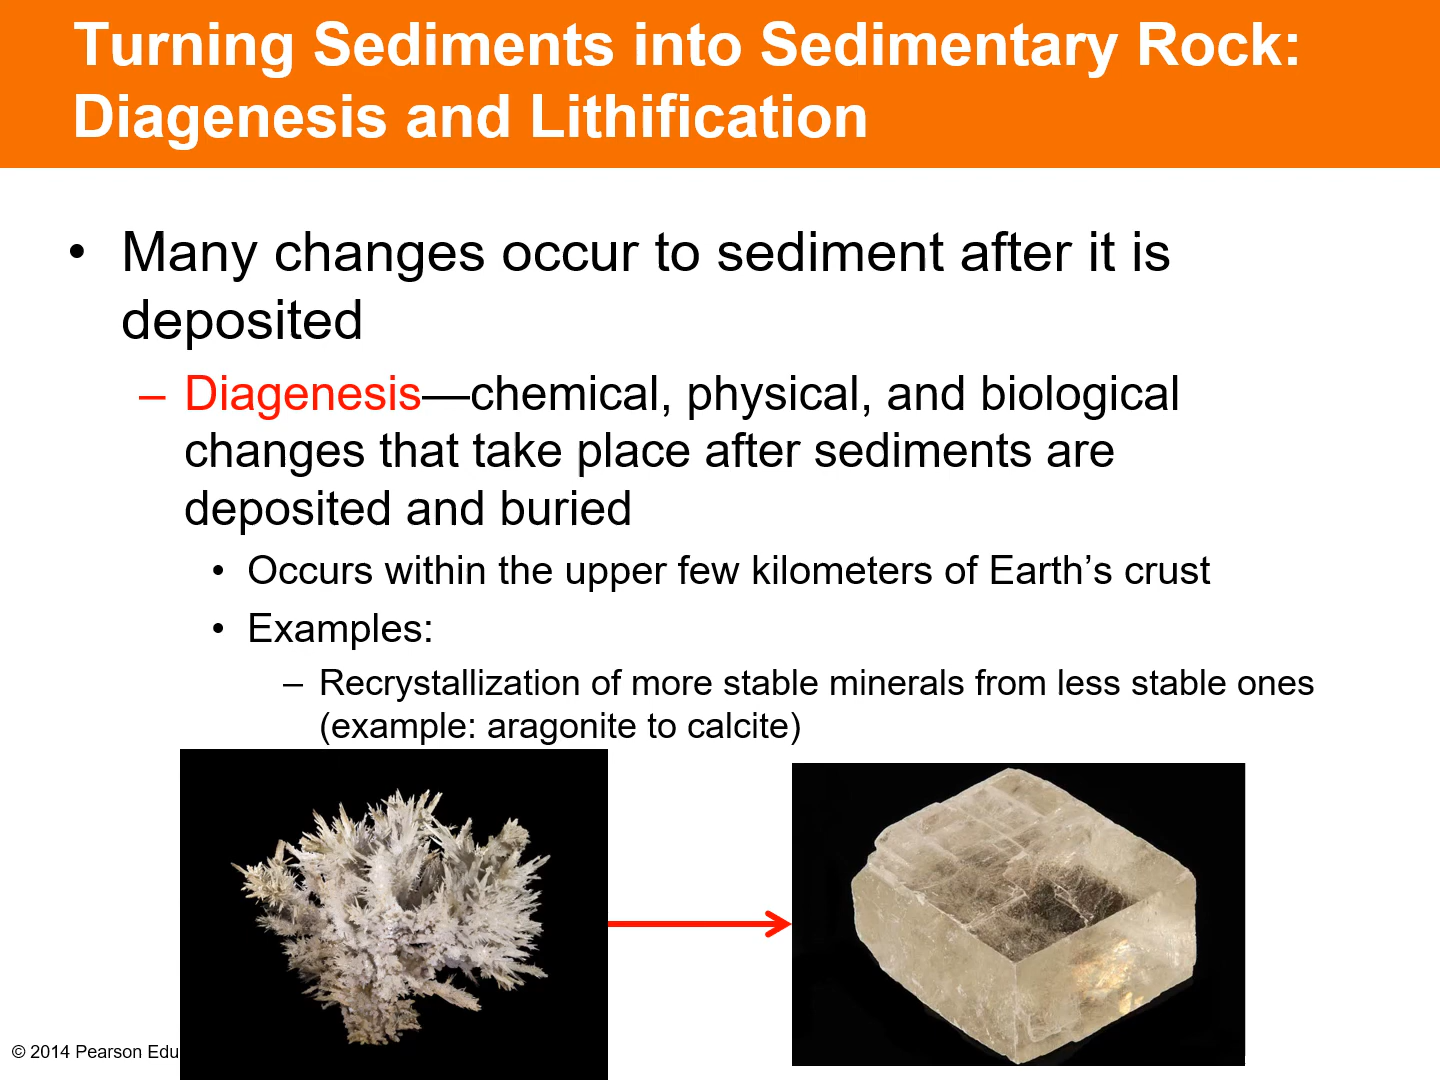 Turning Sediments into Sedimentary Rock:
Diagenesis and Lithification
• Many changes occur to sediment after it is
deposited
– Diagenesis—chemical, physical, and biological
changes that take place after sediments are
deposited and buried
• Occurs within the upper few kilometers of Earth’s crust
• Examples:
– Recrystallization of more stable minerals from less stable ones
(example: aragonite to calcite)
© 2014 Pearson Edu